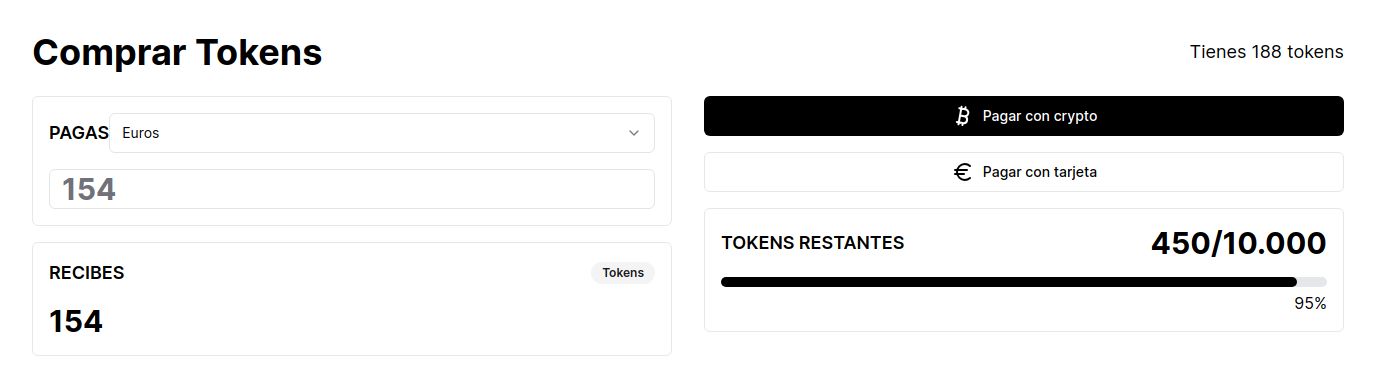 Comprar Tokens
Tienes 188 tokens
PAGAS
Euros
154
RECIBES
Tokens
154
Pagar con crypto
Pagar con tarjeta
TOKENS RESTANTES
450/10.000
95%